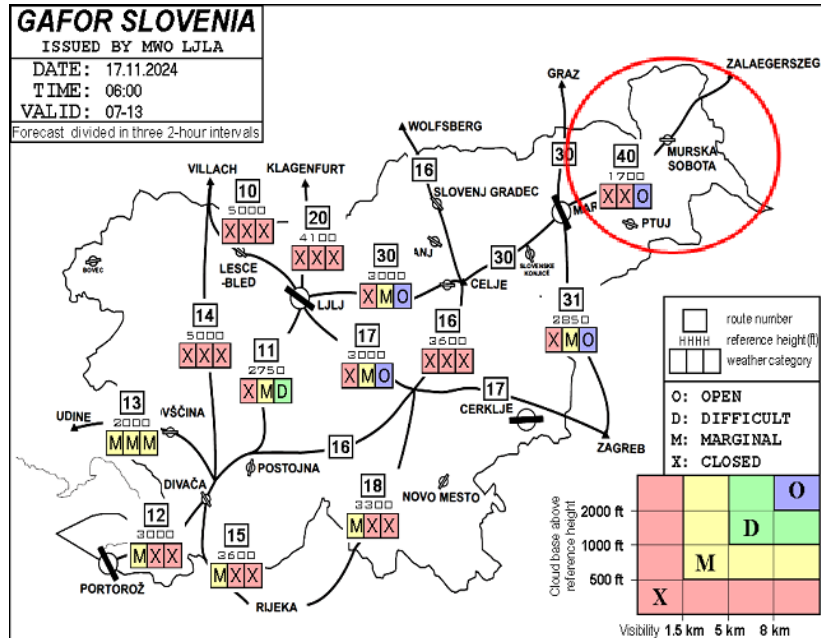 GAFOR SLOVENIA
ISSUED BY MWO LJLA
DATE: 17.11.2024
TIME: 06:00
VALID: 07-13
Forecast divided in three 2-hour intervals
ZALAEGERSZEG
GRAZ
WOLFSBERG
30
40
1700
X X O
MURSKA
SOBOTA
MAR
PTUJ
VILLACH
KLAGENFURT
16
SLOVENJ GRADEC
10
5000
X X X
20
4100
X X X
ANJ
30
SLOVENSKE
KONJICE
BOVEC
LESCE
-BLED
30
3000
X M O
CELJE
LJLJ
31
2850
X M O
14
5000
X X X
11
2750
X M D
17
3000
X M O
16
3600
X X X
17
CERKLJE
ZAGREB
13
2000
M M M
UDINE
VŠČINA
16
POSTOJNA
DIVAČA
18
3300
M X X
NOVO MESTO
12
3000
M X X
PORTOROŽ
15
3600
M X X
RIJEKA
route number
HHHH reference height(ft)
weather category
O: OPEN
D: DIFFICULT
M: MARGINAL
X: CLOSED
Cloud base above
reference height
2000 ft
1000 ft
500 ft
O
D
M
X
Visibility 1.5 km 5 km 8 km